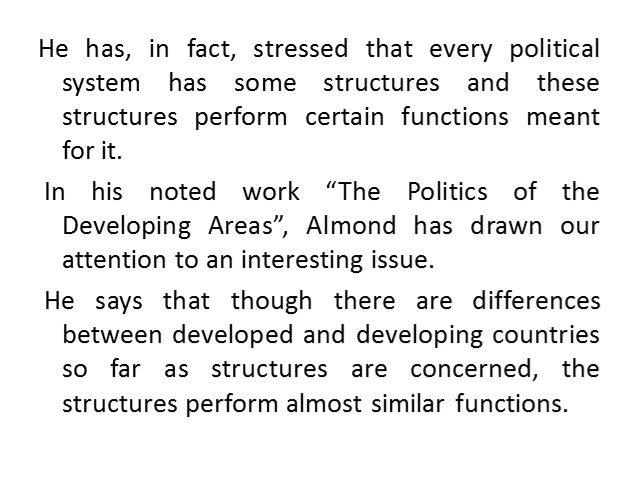 He has, in fact, stressed that every political
system has some structures and these
structures perform certain functions meant
for it.
In his noted work “The Politics of the
Developing Areas”, Almond has drawn our
attention to an interesting issue.
He says that though there are differences
between developed and developing countries
so far as structures are concerned, the
structures perform almost similar functions.